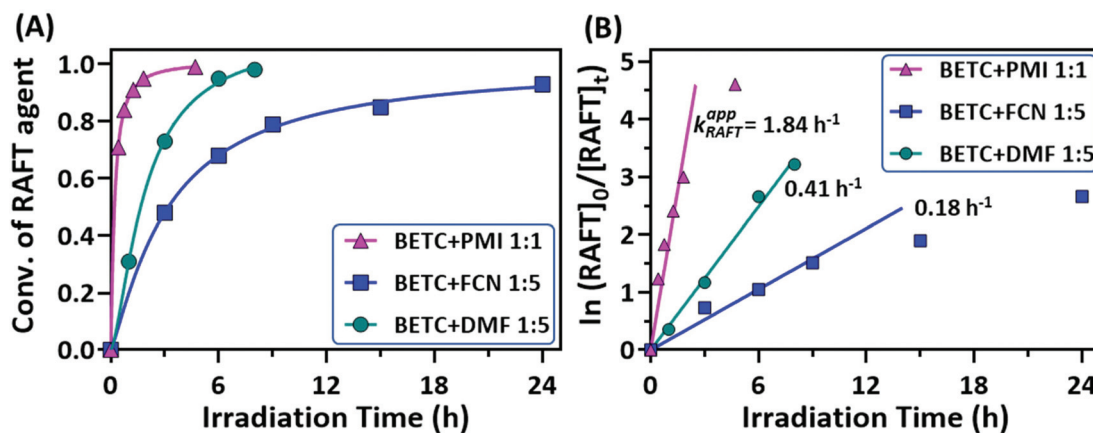 (A)
Conv. of RAFT agent
1.0
0.8
0.6
0.4
0.2
0.0
BETC+PMI 1:1
BETC+FCN 1:5
BETC+DMF 1:5
0 6 12 18 24
Irradiation Time (h)
(B)
ln (RAFT]0/[RAFT]t
5
4
3
2
1
0
BETC+PMI 1:1
BETC+FCN 1:5
BETC+DMF 1:5
k_RAFT^app = 1.84 h-1
0.41 h-1
0.18 h-1
0 6 12 18 24
Irradiation Time (h)